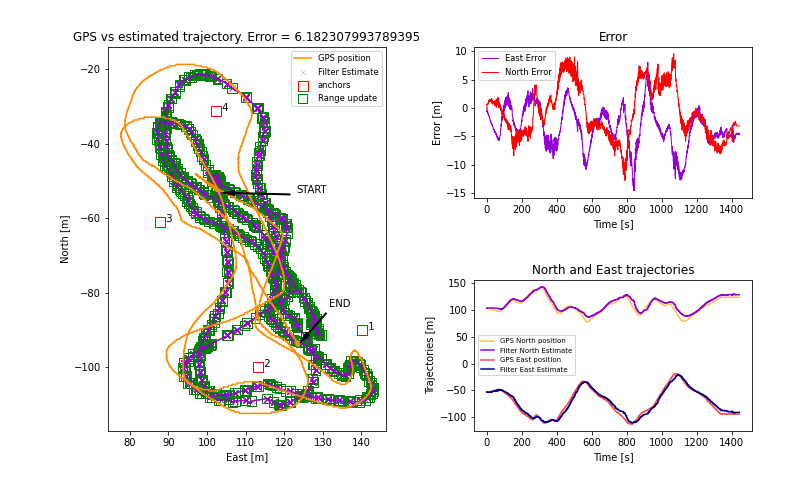 GPS vs estimated trajectory. Error = 6.182307993789395
GPS position
Filter Estimate
anchors
Range update
−20
−40
−60
−80
−100
North [m]
4
START
3
END
1
2
80 90 100 110 120 130 140
East [m]
Error
East Error
North Error
10
5
0
−5
−10
−15
Error [m]
0 200 400 600 800 1000 1200 1400
Time [s]
North and East trajectories
150
100
50
0
−50
−100
Trajectories [m]
GPS North position
Filter North Estimate
GPS East position
Filter East Estimate
0 200 400 600 800 1000 1200 1400
Time [s]